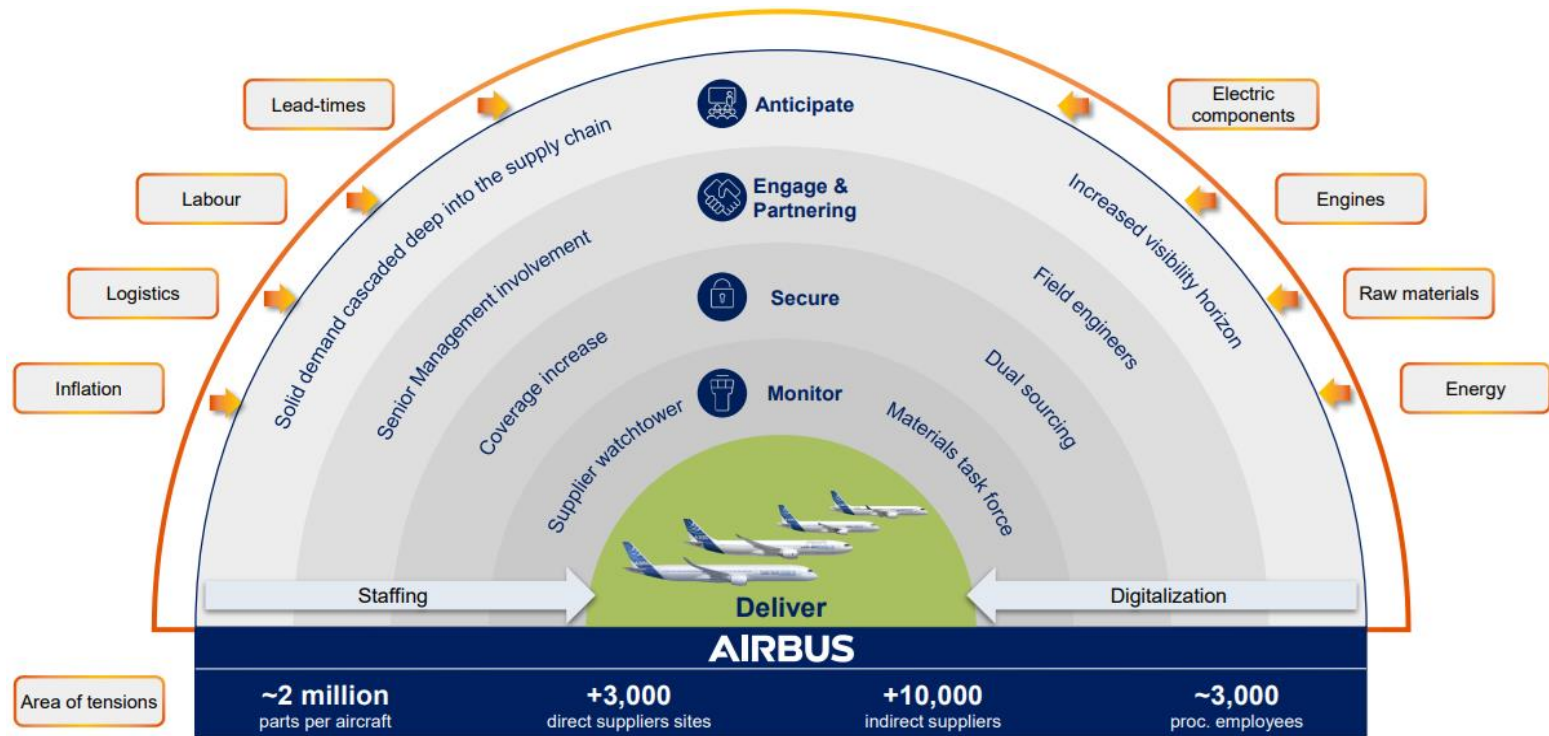 Lead-times
Labour
Logistics
Inflation
Electric
components
Engines
Raw materials
Energy
Anticipate
Solid demand cascaded deep into the supply chain
Increased visibility horizon
Engage &
Partnering
Senior Management involvement
Field engineers
Secure
Coverage increase
Dual sourcing
Monitor
Supplier watchtower
Materials task force
Staffing
Deliver
Digitalization
AIRBUS
Area of tensions
~2 million
parts per aircraft
+3,000
direct suppliers sites
+10,000
indirect suppliers
~3,000
proc. employees